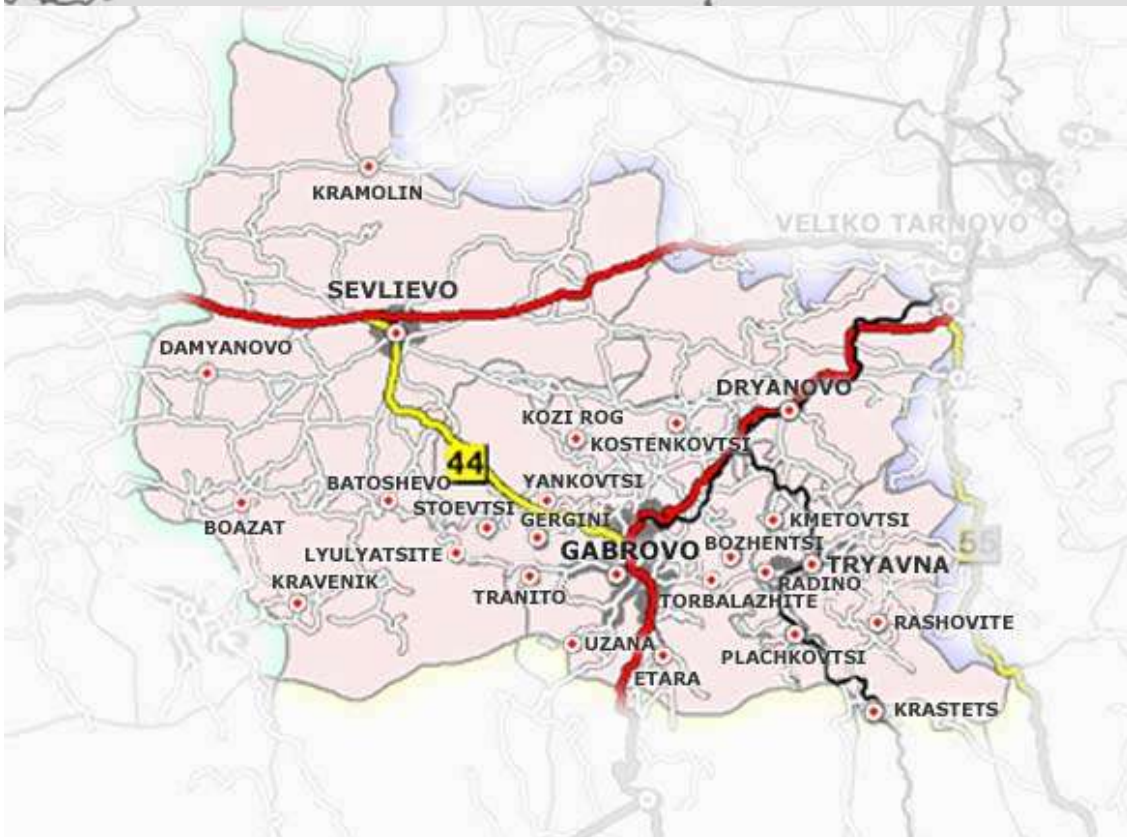 KRAMOLIN
VELIKO TARNOVO
SEVLIEVO
DAMYANOVO
DRYANOVO
KOZI ROG
KOSTENKOVTSI
44
BATOSHEVO
YANKOVTSI
STOEVTSI
GERGINI
KMETOVTSI
BOAZAT
55
LYULYATSITE
GABROVO
BOZHENTSI
TRYAVNA
KRAVENIK
TRANITO
RADINO
TORBALAZHITE
RASHOVITE
UZANA
PLACHKOVTSI
ETARA
KRASTETS